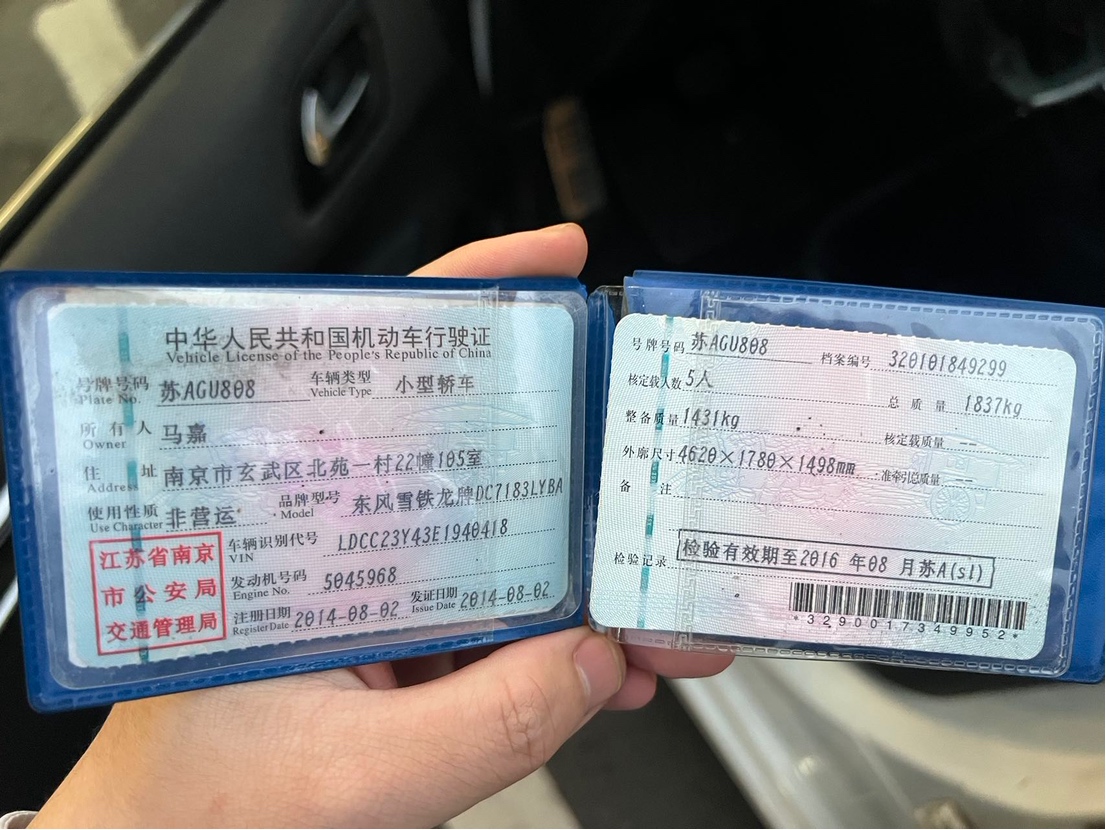 中华人民共和国机动车行驶证
Vehicle License of the People's Republic of China
号牌号码 苏AGU808 车辆类型 小型轿车
Plate No. Vehicle Type
所有人 马嘉
Owner
住址 南京市玄武区北苑一村22幢105室
Address
使用性质 非营运 品牌型号 东风雪铁龙牌DC7183LYBA
Use Character Model
江苏省南京
市公安局
交通管理局
车辆识别代号 LDCC23Y43E1940418
VIN
发动机号码 5045968
Engine No.
注册日期 2014-08-02 发证日期 2014-08-02
Register Date Issue Date
号牌号码 苏AGU808 档案编号 320101849299
核定载人数 5人 总质量 1837kg
整备质量 1431kg 核定载质量 --
外廓尺寸 4620×1780×1498mm 准牵引总质量 --
备注
检验记录 检验有效期至2016 年08 月苏A(sl)
*3290017349952*